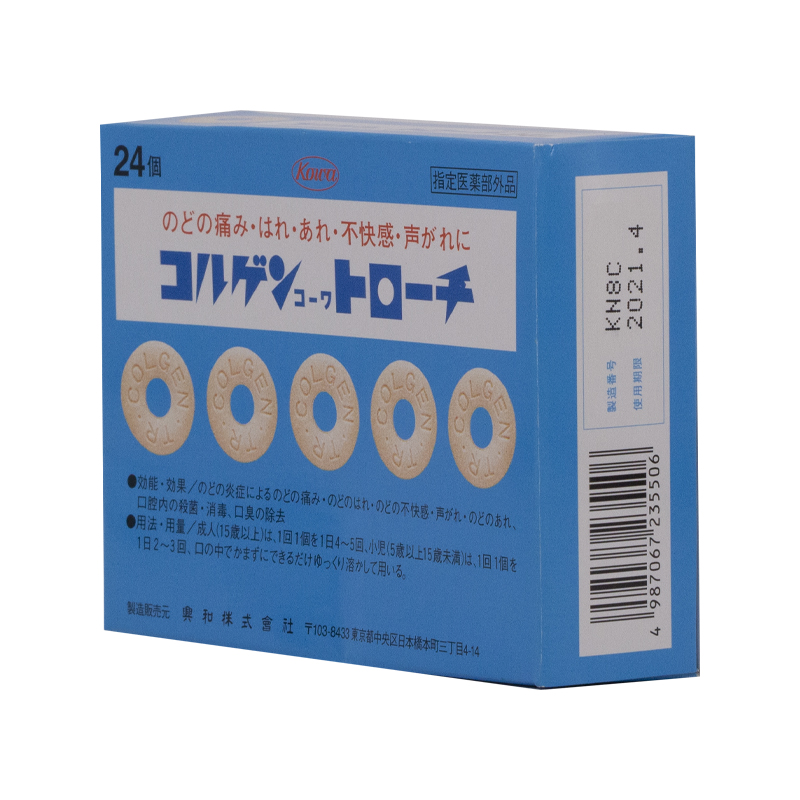 24個
Kowa
指定医薬部外品
のどの痛み・はれ・あれ・不快感・声がれに
コルゲンコーワトローチ
COLGEN TR.
COLGEN TR.
COLGEN TR.
COLGEN TR.
COLGEN TR.
●効能・効果／のどの炎症によるのどの痛み・のどのはれ・のどの不快感・声がれ・のどのあれ、
口腔内の殺菌・消毒、口臭の除去
●用法・用量／成人(15歳以上)は、1回1個を1日4～5回、小児(5歳以上15歳未満)は、1回1個を
1日2～3回、口の中でかまずにできるだけゆっくり溶かして用いる。
製造販売元 興和株式會社 〒103-8433 東京都中央区日本橋本町三丁目4-14
製造番号 KN8C
使用期限 2021.4
4 987067 235506